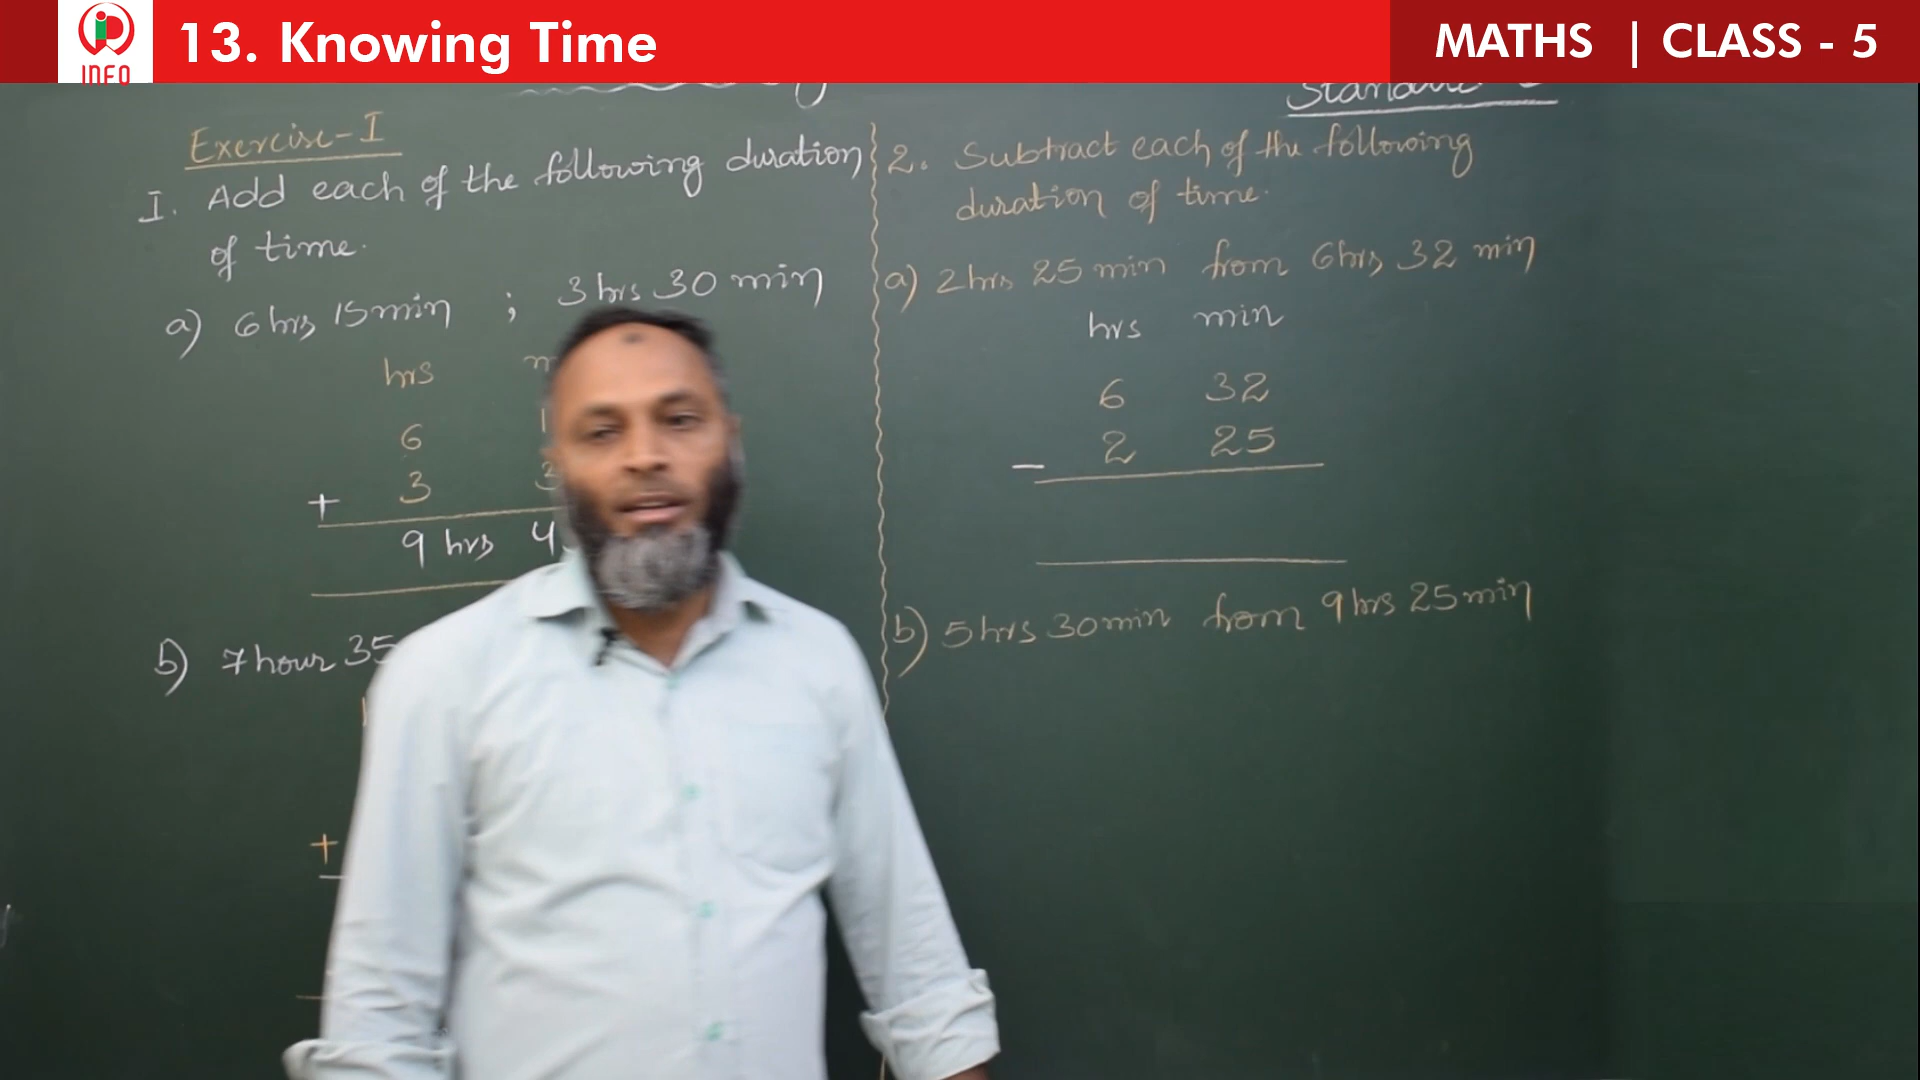 INFO
13. Knowing Time
MATHS | CLASS - 5
Exercise-I
I. Add each of the following duration
of time.
a) 6 hrs 15 min ; 3 hrs 30 min
hrs
6
+ 3
9 hrs
b) 7 hour 35
+
2. Subtract each of the following
duration of time.
a) 2 hrs 25 min from 6 hrs 32 min
hrs min
6 32
- 2 25
b) 5 hrs 30 min from 9 hrs 25 min